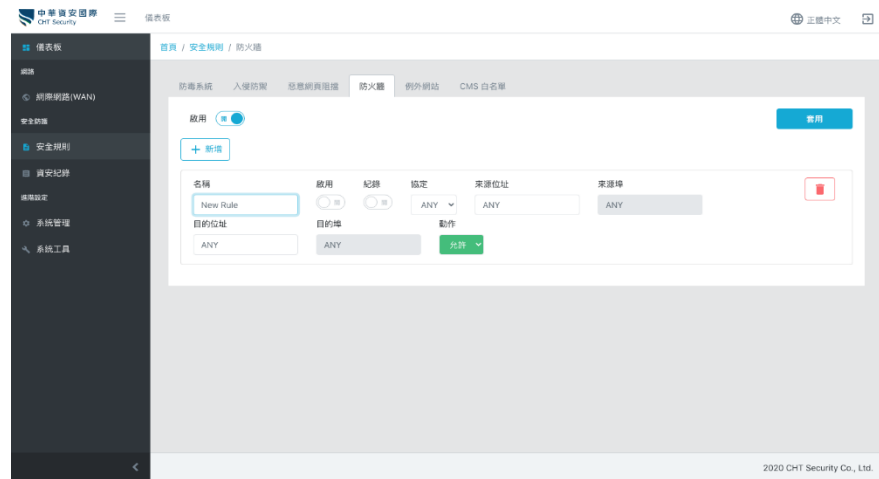 中華資安國際
CHT Security
儀表板
正體中文
儀表板
首頁 / 安全規則 / 防火牆
網路
網際網路(WAN)
安全防護
安全規則
資安紀錄
進階設定
系統管理
系統工具
防毒系統 入侵防禦 惡意網頁阻擋 防火牆 例外網站 CMS 白名單
啟用 開
套用
+ 新增
名稱 啟用 紀錄 協定 來源位址 來源埠
New Rule 關 關 ANY ANY ANY
目的位址 目的埠 動作
ANY ANY 允許
2020 CHT Security Co., Ltd.